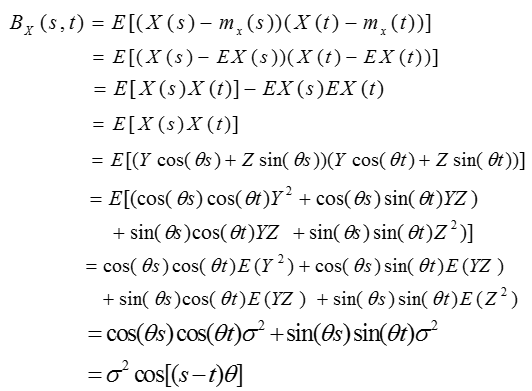 B_X (s,t) = E[(X(s) − m_x(s))(X(t) − m_x(t))]
= E[(X(s) − EX(s))(X(t) − EX(t))]
= E[X(s)X(t)] − EX(s)EX(t)
= E[X(s)X(t)]
= E[(Y cos(θs) + Z sin(θs))(Y cos(θt) + Z sin(θt))]
= E[(cos(θs)cos(θt)Y² + cos(θs)sin(θt)YZ)
+ sin(θs)cos(θt)YZ + sin(θs)sin(θt)Z²)]
= cos(θs)cos(θt)E(Y²) + cos(θs)sin(θt)E(YZ)
+ sin(θs)cos(θt)E(YZ) + sin(θs)sin(θt)E(Z²)
= cos(θs)cos(θt)σ² + sin(θs)sin(θt)σ²
= σ² cos[(s−t)θ]